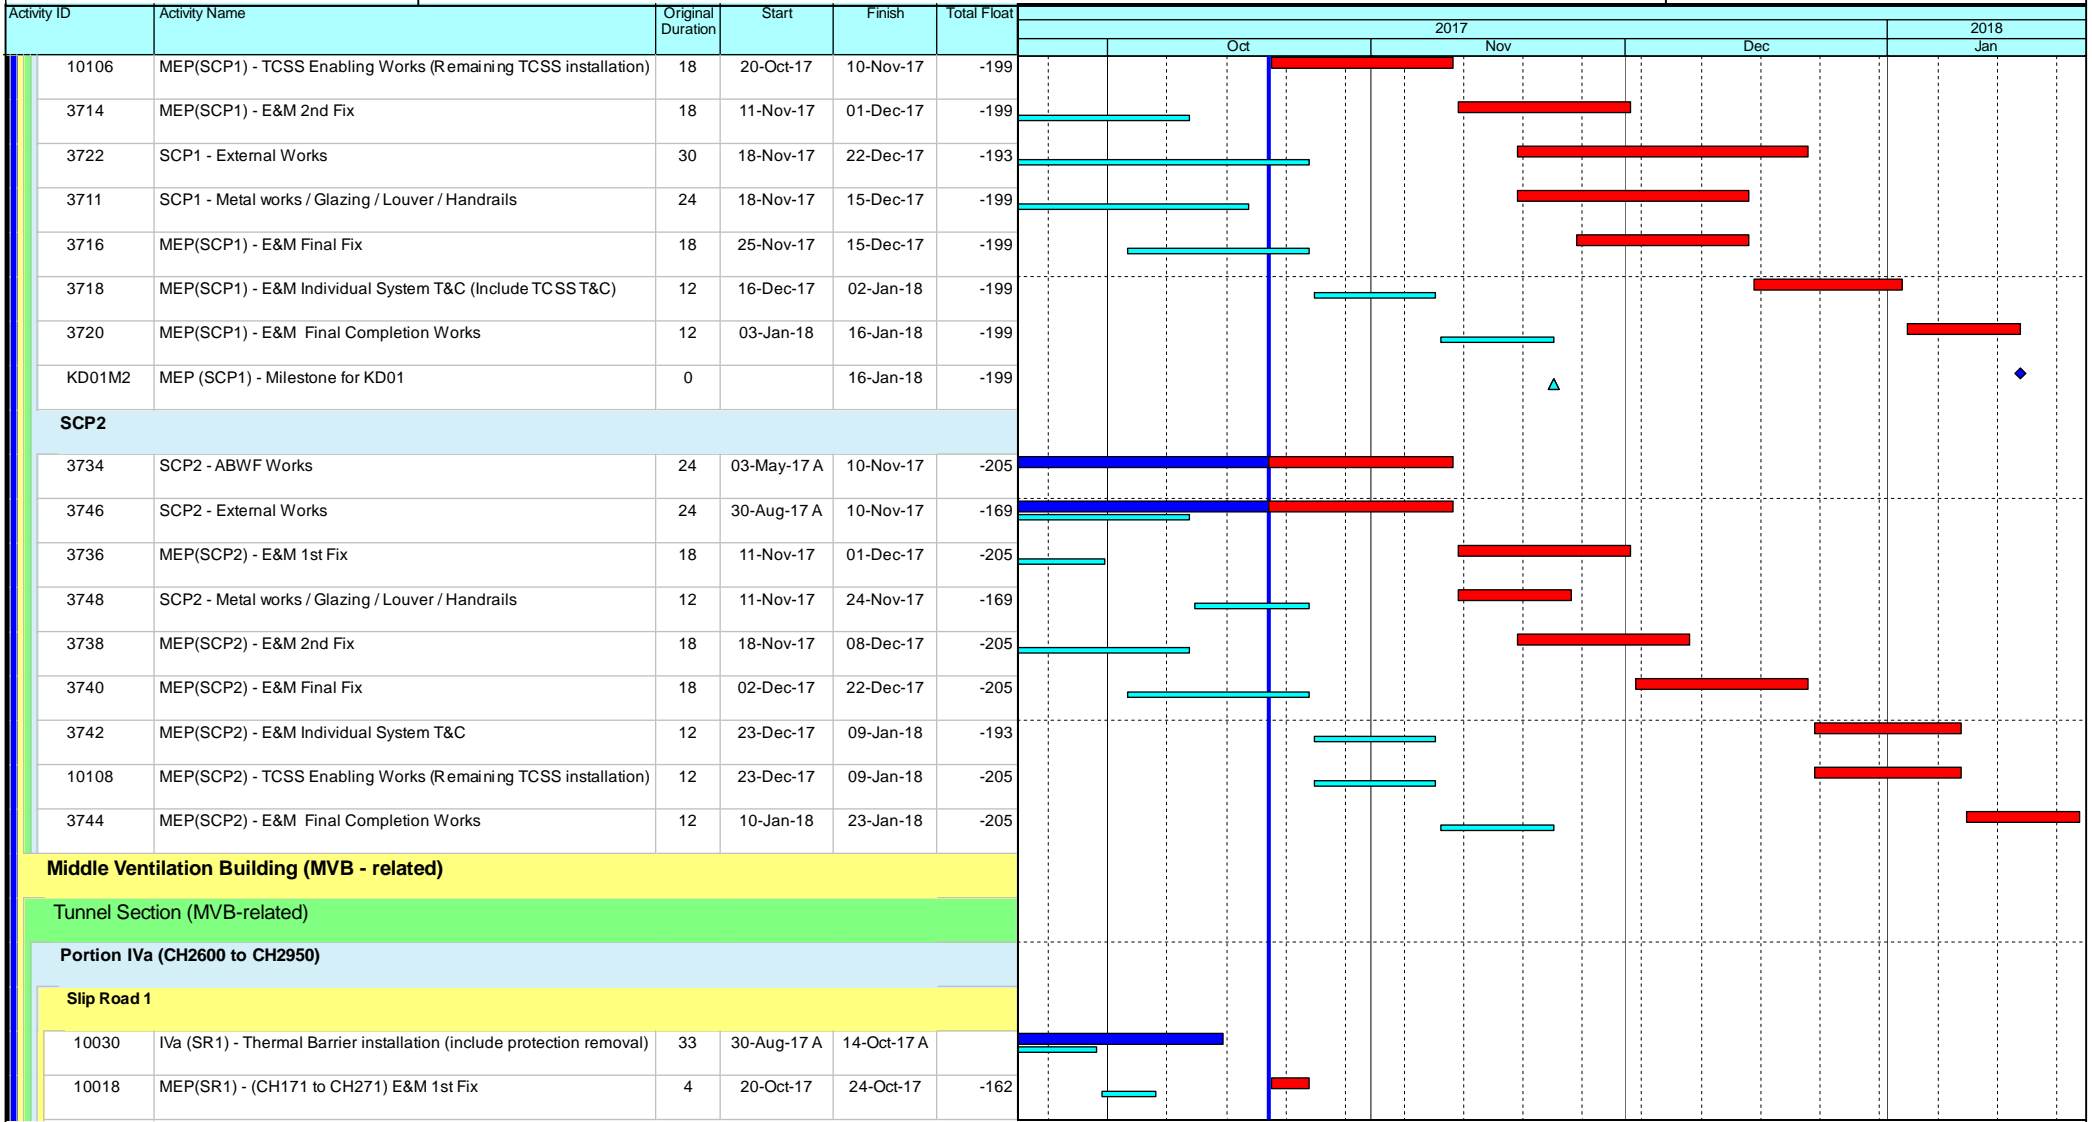 Activity ID Activity Name Original Duration Start Finish Total Float
2017 2018
Oct Nov Dec Jan
10106 MEP(SCP1) - TCSS Enabling Works (Remaining TCSS installation) 18 20-Oct-17 10-Nov-17 -199
3714 MEP(SCP1) - E&M 2nd Fix 18 11-Nov-17 01-Dec-17 -199
3722 SCP1 - External Works 30 18-Nov-17 22-Dec-17 -193
3711 SCP1 - Metal works / Glazing / Louver / Handrails 24 18-Nov-17 15-Dec-17 -199
3716 MEP(SCP1) - E&M Final Fix 18 25-Nov-17 15-Dec-17 -199
3718 MEP(SCP1) - E&M Individual System T&C (Include TCSS T&C) 12 16-Dec-17 02-Jan-18 -199
3720 MEP(SCP1) - E&M Final Completion Works 12 03-Jan-18 16-Jan-18 -199
KD01M2 MEP (SCP1) - Milestone for KD01 0 16-Jan-18 -199
SCP2
3734 SCP2 - ABWF Works 24 03-May-17 A 10-Nov-17 -205
3746 SCP2 - External Works 24 30-Aug-17 A 10-Nov-17 -169
3736 MEP(SCP2) - E&M 1st Fix 18 11-Nov-17 01-Dec-17 -205
3748 SCP2 - Metal works / Glazing / Louver / Handrails 12 11-Nov-17 24-Nov-17 -169
3738 MEP(SCP2) - E&M 2nd Fix 18 18-Nov-17 08-Dec-17 -205
3740 MEP(SCP2) - E&M Final Fix 18 02-Dec-17 22-Dec-17 -205
3742 MEP(SCP2) - E&M Individual System T&C 12 23-Dec-17 09-Jan-18 -193
10108 MEP(SCP2) - TCSS Enabling Works (Remaining TCSS installation) 12 23-Dec-17 09-Jan-18 -205
3744 MEP(SCP2) - E&M Final Completion Works 12 10-Jan-18 23-Jan-18 -205
Middle Ventilation Building (MVB - related)
Tunnel Section (MVB-related)
Portion IVa (CH2600 to CH2950)
Slip Road 1
10030 IVa (SR1) - Thermal Barrier installation (include protection removal) 33 30-Aug-17 A 14-Oct-17 A
10018 MEP(SR1) - (CH171 to CH271) E&M 1st Fix 4 20-Oct-17 24-Oct-17 -162